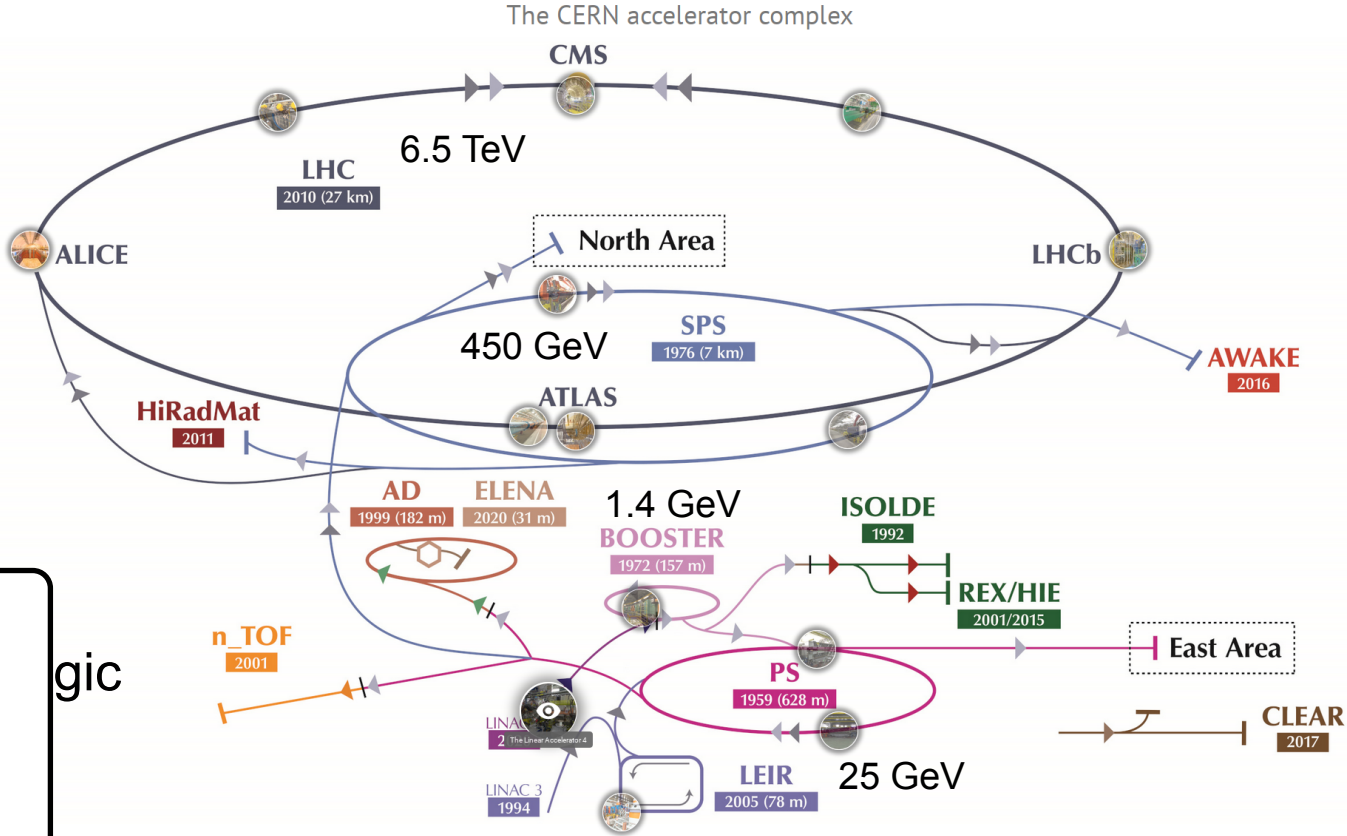 The CERN accelerator complex
CMS
6.5 TeV
LHC
2010 (27 km)
North Area
ALICE
LHCb
SPS
1976 (7 km)
450 GeV
AWAKE
2016
ATLAS
HiRadMat
2011
AD
1999 (182 m)
ELENA
2020 (31 m)
1.4 GeV
BOOSTER
1972 (157 m)
ISOLDE
1992
REX/HIE
2001/2015
n_TOF
2001
East Area
gic
PS
1959 (628 m)
The Linear Accelerator 4
CLEAR
2017
25 GeV
LINAC 3
1994
LEIR
2005 (78 m)